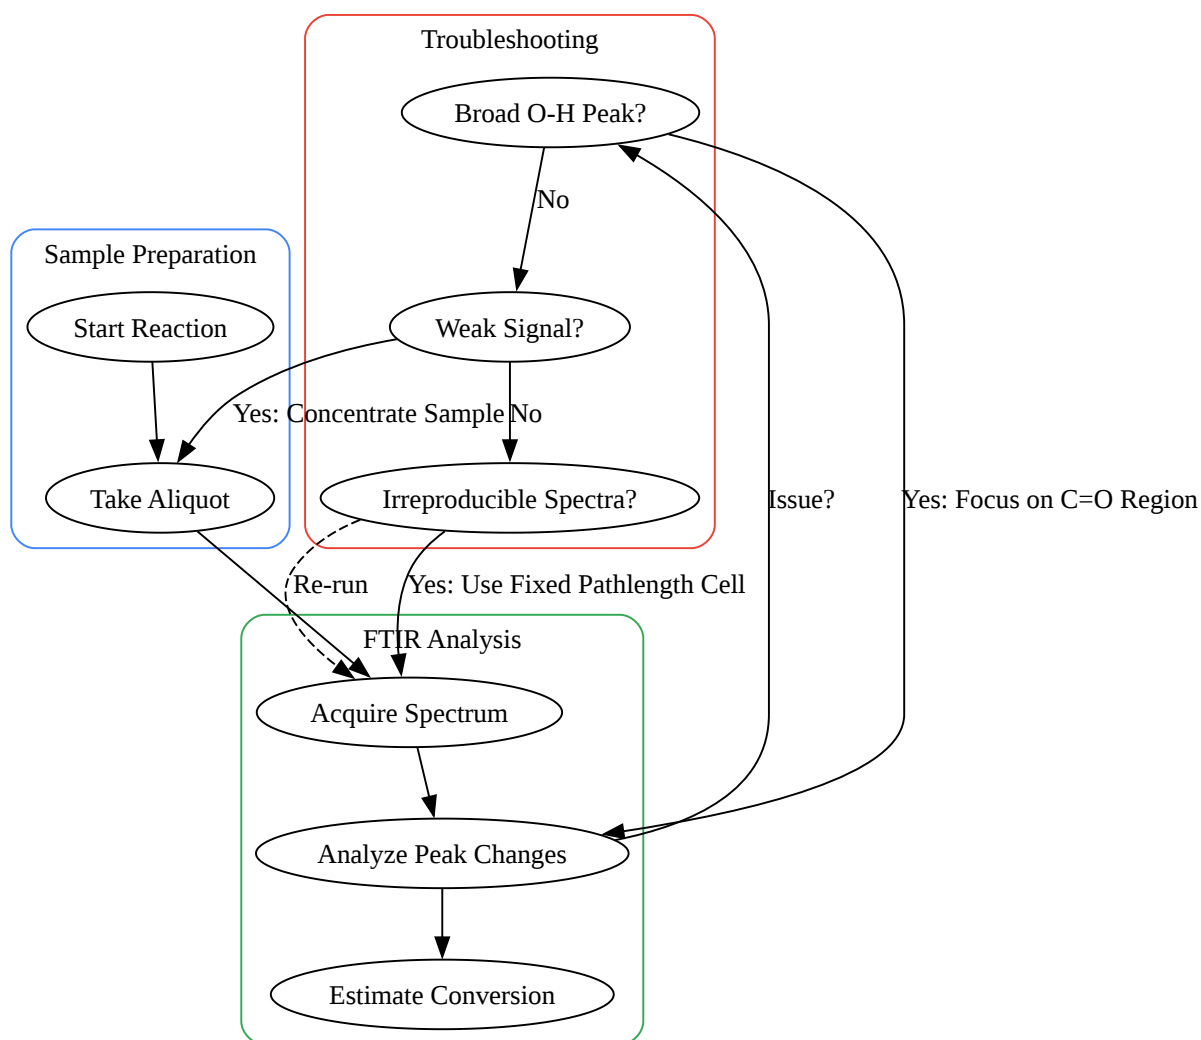 Troubleshooting
Broad O-H Peak?
No
Sample Preparation
Start Reaction
Weak Signal?
Yes: Concentrate Sample
No
Take Aliquot
Irreproducible Spectra?
Issue?
Yes: Focus on C=O Region
Re-run
Yes: Use Fixed Pathlength Cell
FTIR Analysis
Acquire Spectrum
Analyze Peak Changes
Estimate Conversion